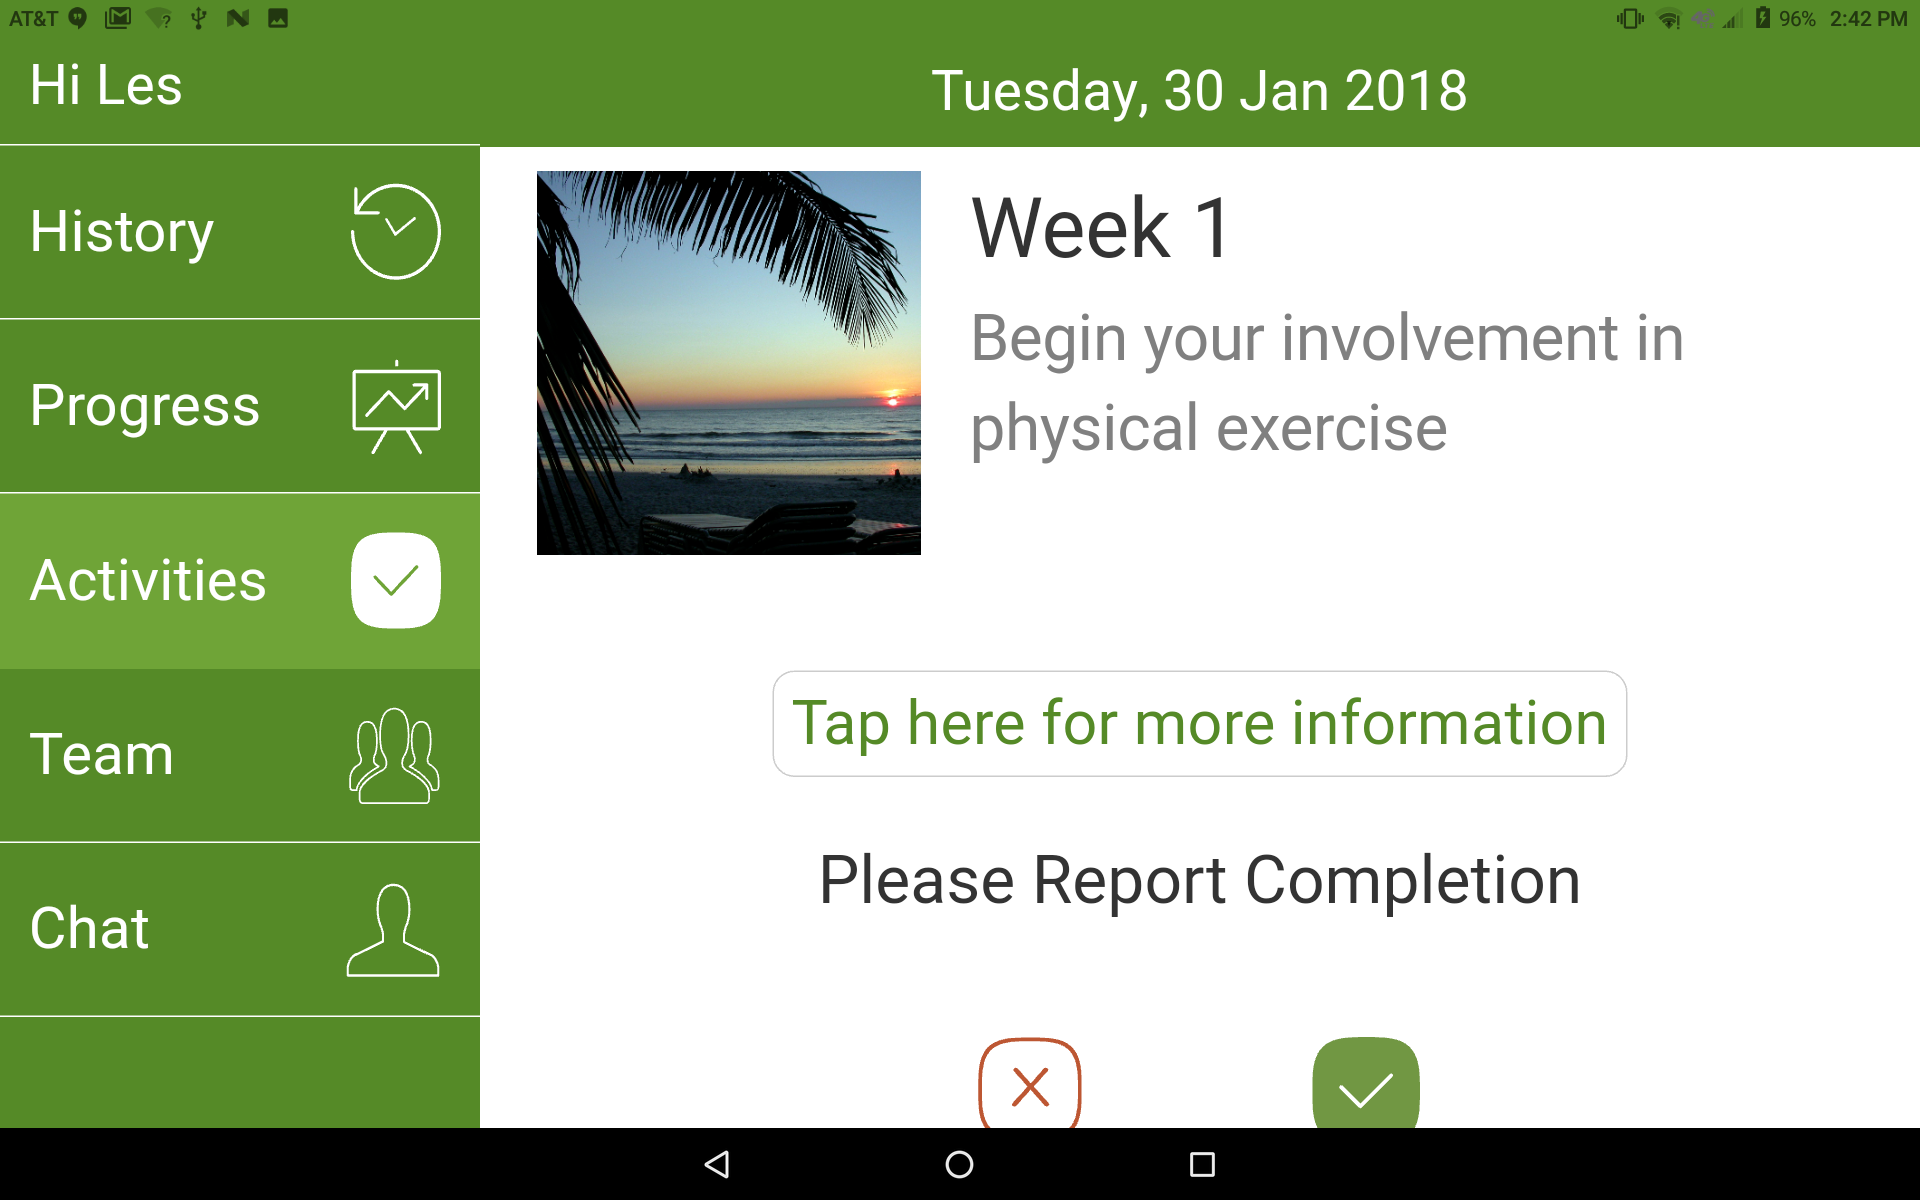 AT&T
96% 2:42 PM
Hi Les
Tuesday, 30 Jan 2018
History
Progress
Activities
Team
Chat
Week 1
Begin your involvement in
physical exercise
Tap here for more information
Please Report Completion